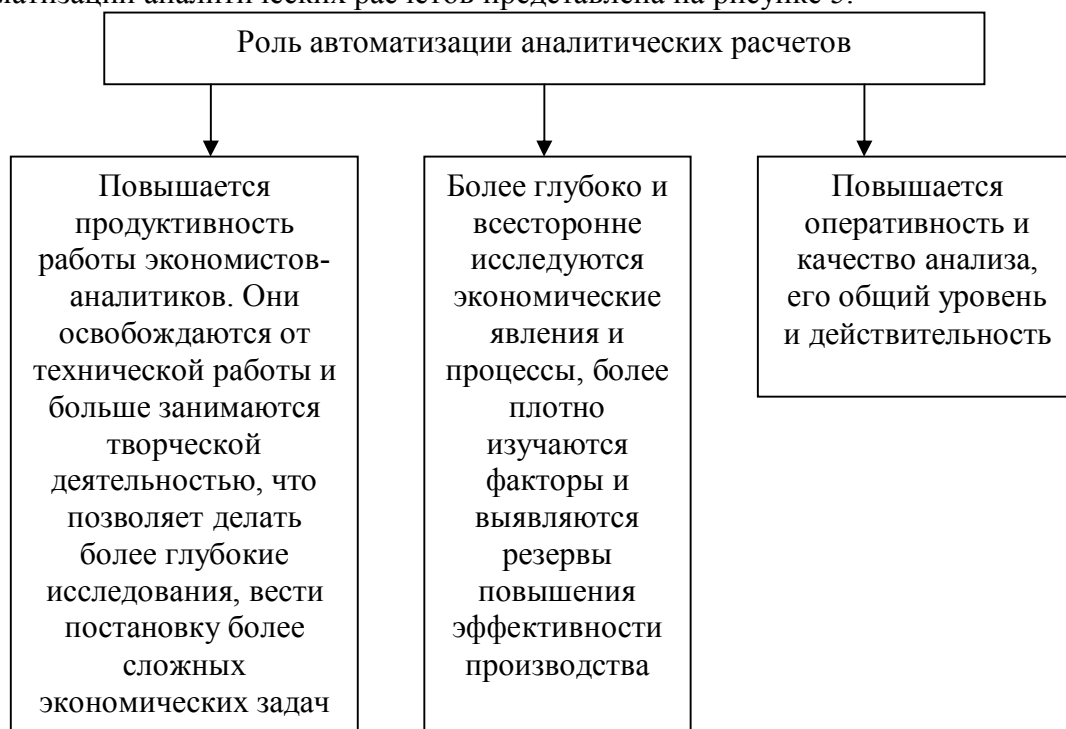 матизации аналитических расчетов представлена на рисунке 3.
Роль автоматизации аналитических расчетов
Повышается
продуктивность
работы экономистов-
аналитиков. Они
освобождаются от
технической работы и
больше занимаются
творческой
деятельностью, что
позволяет делать
более глубокие
исследования, вести
постановку более
сложных
экономических задач
Более глубоко и
всесторонне
исследуются
экономические
явления и
процессы, более
плотно
изучаются
факторы и
выявляются
резервы
повышения
эффективности
производства
Повышается
оперативность и
качество анализа,
его общий уровень
и действительность